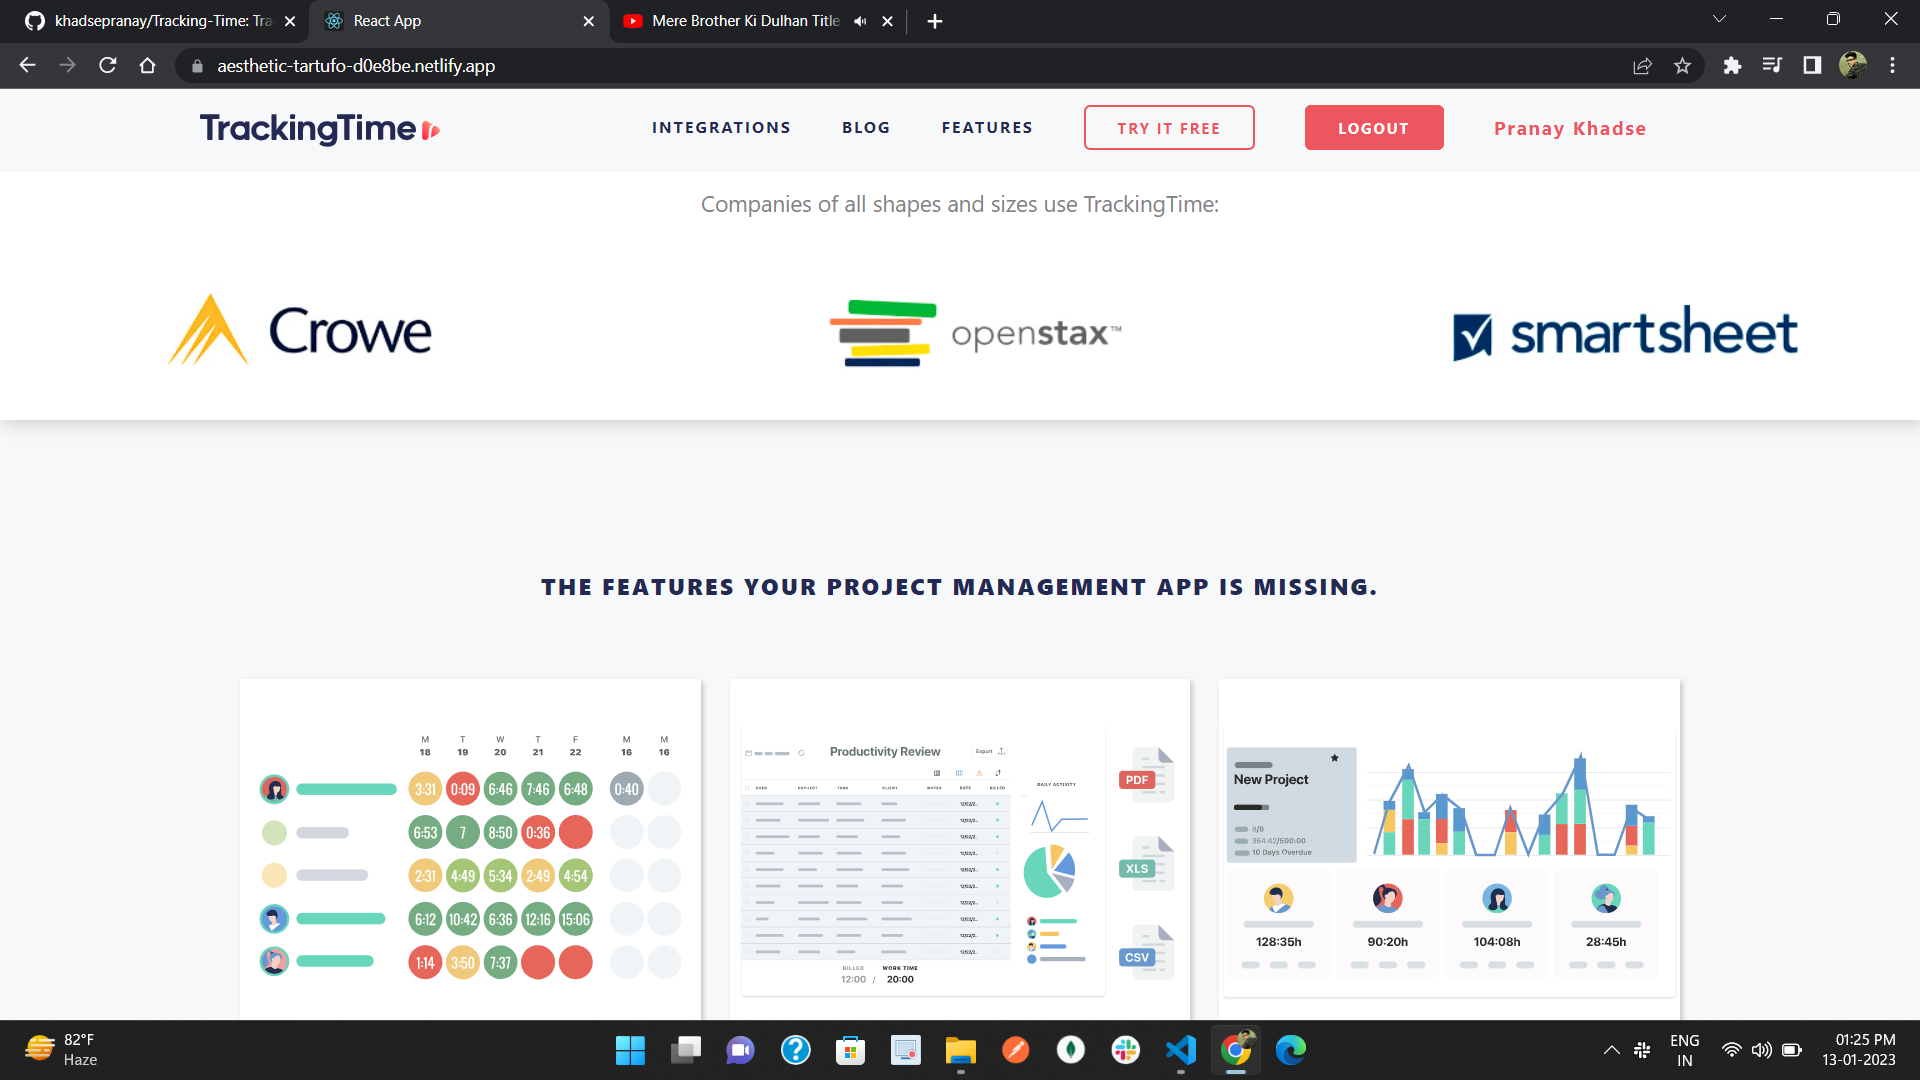 khadsepranay/Tracking-Time: Tra
React App
Mere Brother Ki Dulhan Title
aesthetic-tartufo-d0e8be.netlify.app
TrackingTime
INTEGRATIONS
BLOG
FEATURES
TRY IT FREE
LOGOUT
Pranay Khadse
Companies of all shapes and sizes use TrackingTime:
Crowe
openstax™
smartsheet
THE FEATURES YOUR PROJECT MANAGEMENT APP IS MISSING.
M T W T F M M
18 19 20 21 22 16 16
3:31 0:09 6:46 7:46 6:48 0:40
6:53 7 8:50 0:36
2:31 4:49 5:34 2:49 4:54
6:12 10:42 6:36 12:16 15:06
1:14 3:50 7:37
Productivity Review
Export
USER PROJECT TASK CLIENT NOTES DATE BILLED
DAILY ACTIVITY
BILLED WORK TIME
12:00 / 20:00
PDF
XLS
CSV
New Project
8/8
364:42/500:00
10 Days Overdue
128:35h
90:20h
104:08h
28:45h
82°F
Haze
ENG
IN
01:25 PM
13-01-2023